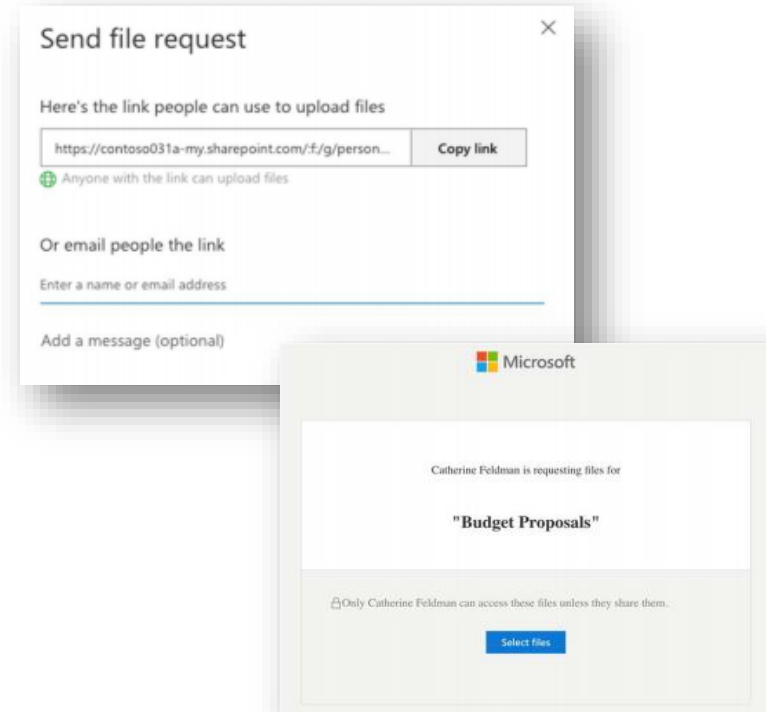 Send file request
Here's the link people can use to upload files
https://contoso031a-my.sharepoint.com/:f:/g/person...
Copy link
Anyone with the link can upload files
Or email people the link
Enter a name or email address
Add a message (optional)
Microsoft
Catherine Feldman is requesting files for
"Budget Proposals"
Only Catherine Feldman can access these files unless they share them.
Select files